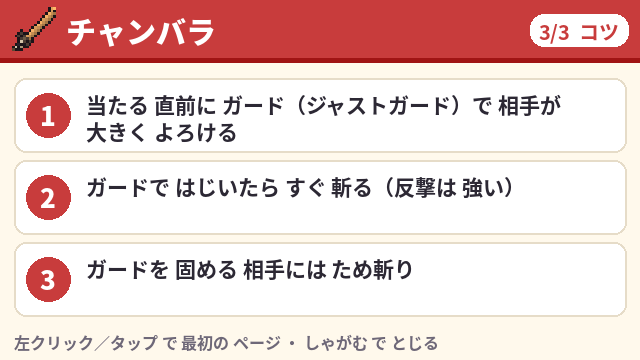 チャンバラ
3/3 コツ
1
当たる 直前に ガード（ジャストガード）で 相手が
大きく よろける
2
ガードで はじいたら すぐ 斬る（反撃は 強い）
3
ガードを 固める 相手には ため斬り
左クリック／タップ で 最初の ページ ・ しゃがむ で とじる